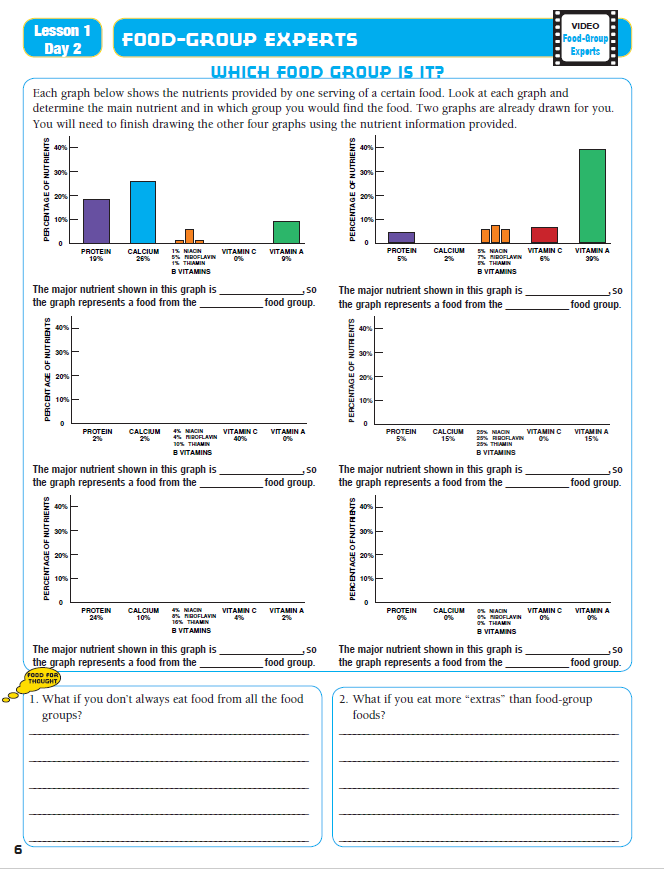 Lesson 1
Day 2
FOOD-GROUP EXPERTS
VIDEO
Food-Group
Experts
WHICH FOOD GROUP IS IT?
Each graph below shows the nutrients provided by one serving of a certain food. Look at each graph and
determine the main nutrient and in which group you would find the food. Two graphs are already drawn for you.
You will need to finish drawing the other four graphs using the nutrient information provided.
PERCENTAGE OF NUTRIENTS
40%
30%
20%
10%
0
PROTEIN
19%
CALCIUM
26%
1% NIACIN
5% RIBOFLAVIN
1% THIAMIN
B VITAMINS
VITAMIN C
0%
VITAMIN A
9%
The major nutrient shown in this graph is ______________, so
the graph represents a food from the ___________ food group.
PERCENTAGE OF NUTRIENTS
40%
30%
20%
10%
0
PROTEIN
5%
CALCIUM
2%
5% NIACIN
7% RIBOFLAVIN
5% THIAMIN
B VITAMINS
VITAMIN C
6%
VITAMIN A
39%
The major nutrient shown in this graph is ______________, so
the graph represents a food from the ___________ food group.
PERCENTAGE OF NUTRIENTS
40%
30%
20%
10%
0
PROTEIN
2%
CALCIUM
2%
4% NIACIN
4% RIBOFLAVIN
10% THIAMIN
B VITAMINS
VITAMIN C
40%
VITAMIN A
0%
The major nutrient shown in this graph is ______________, so
the graph represents a food from the ___________ food group.
PERCENTAGE OF NUTRIENTS
40%
30%
20%
10%
0
PROTEIN
5%
CALCIUM
15%
25% NIACIN
25% RIBOFLAVIN
25% THIAMIN
B VITAMINS
VITAMIN C
0%
VITAMIN A
15%
The major nutrient shown in this graph is ______________, so
the graph represents a food from the ___________ food group.
PERCENTAGE OF NUTRIENTS
40%
30%
20%
10%
0
PROTEIN
24%
CALCIUM
10%
4% NIACIN
8% RIBOFLAVIN
16% THIAMIN
B VITAMINS
VITAMIN C
4%
VITAMIN A
2%
The major nutrient shown in this graph is ______________, so
the graph represents a food from the ___________ food group.
PERCENTAGE OF NUTRIENTS
40%
30%
20%
10%
0
PROTEIN
0%
CALCIUM
0%
0% NIACIN
0% RIBOFLAVIN
0% THIAMIN
B VITAMINS
VITAMIN C
0%
VITAMIN A
0%
The major nutrient shown in this graph is ______________, so
the graph represents a food from the ___________ food group.
FOOD FOR
THOUGHT
1. What if you don't always eat food from all the food
groups?
2. What if you eat more “extras” than food-group
foods?
6